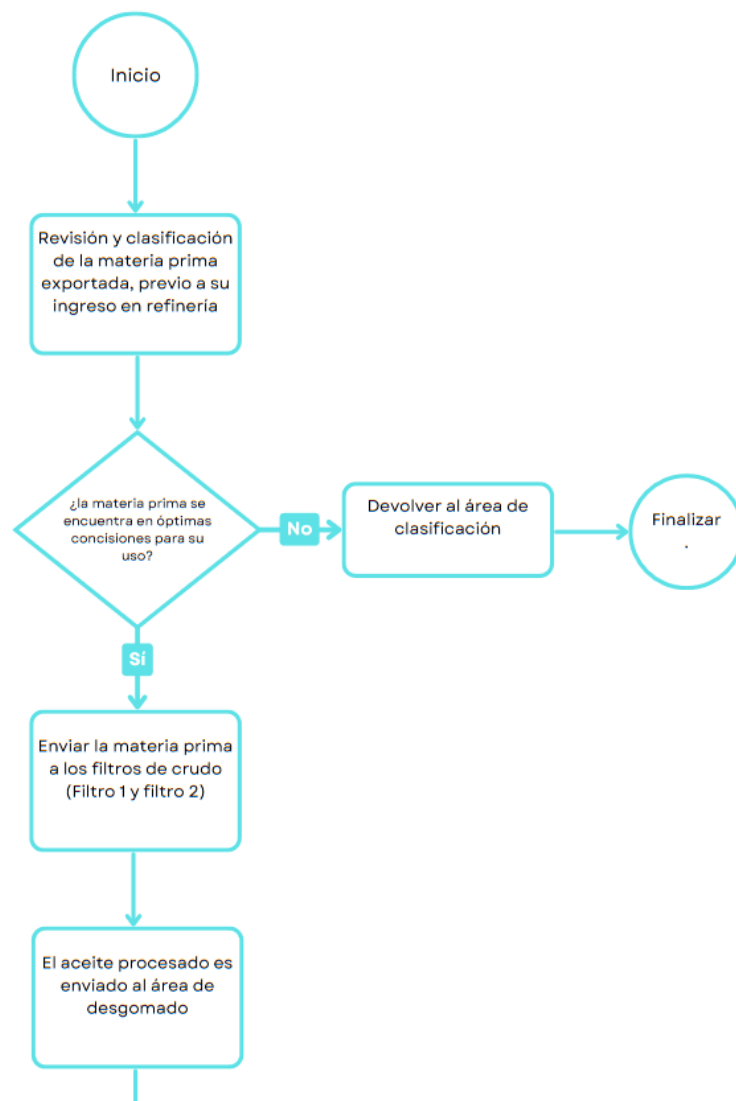 Inicio
Revisión y clasificación
de la materia prima
exportada, previo a su
ingreso en refinería
¿la materia prima se
encuentra en óptimas
concisiones para su
uso?
No
Devolver al área de
clasificación
Finalizar
.
Sí
Enviar la materia prima
a los filtros de crudo
(Filtro 1 y filtro 2)
El aceite procesado es
enviado al área de
desgomado